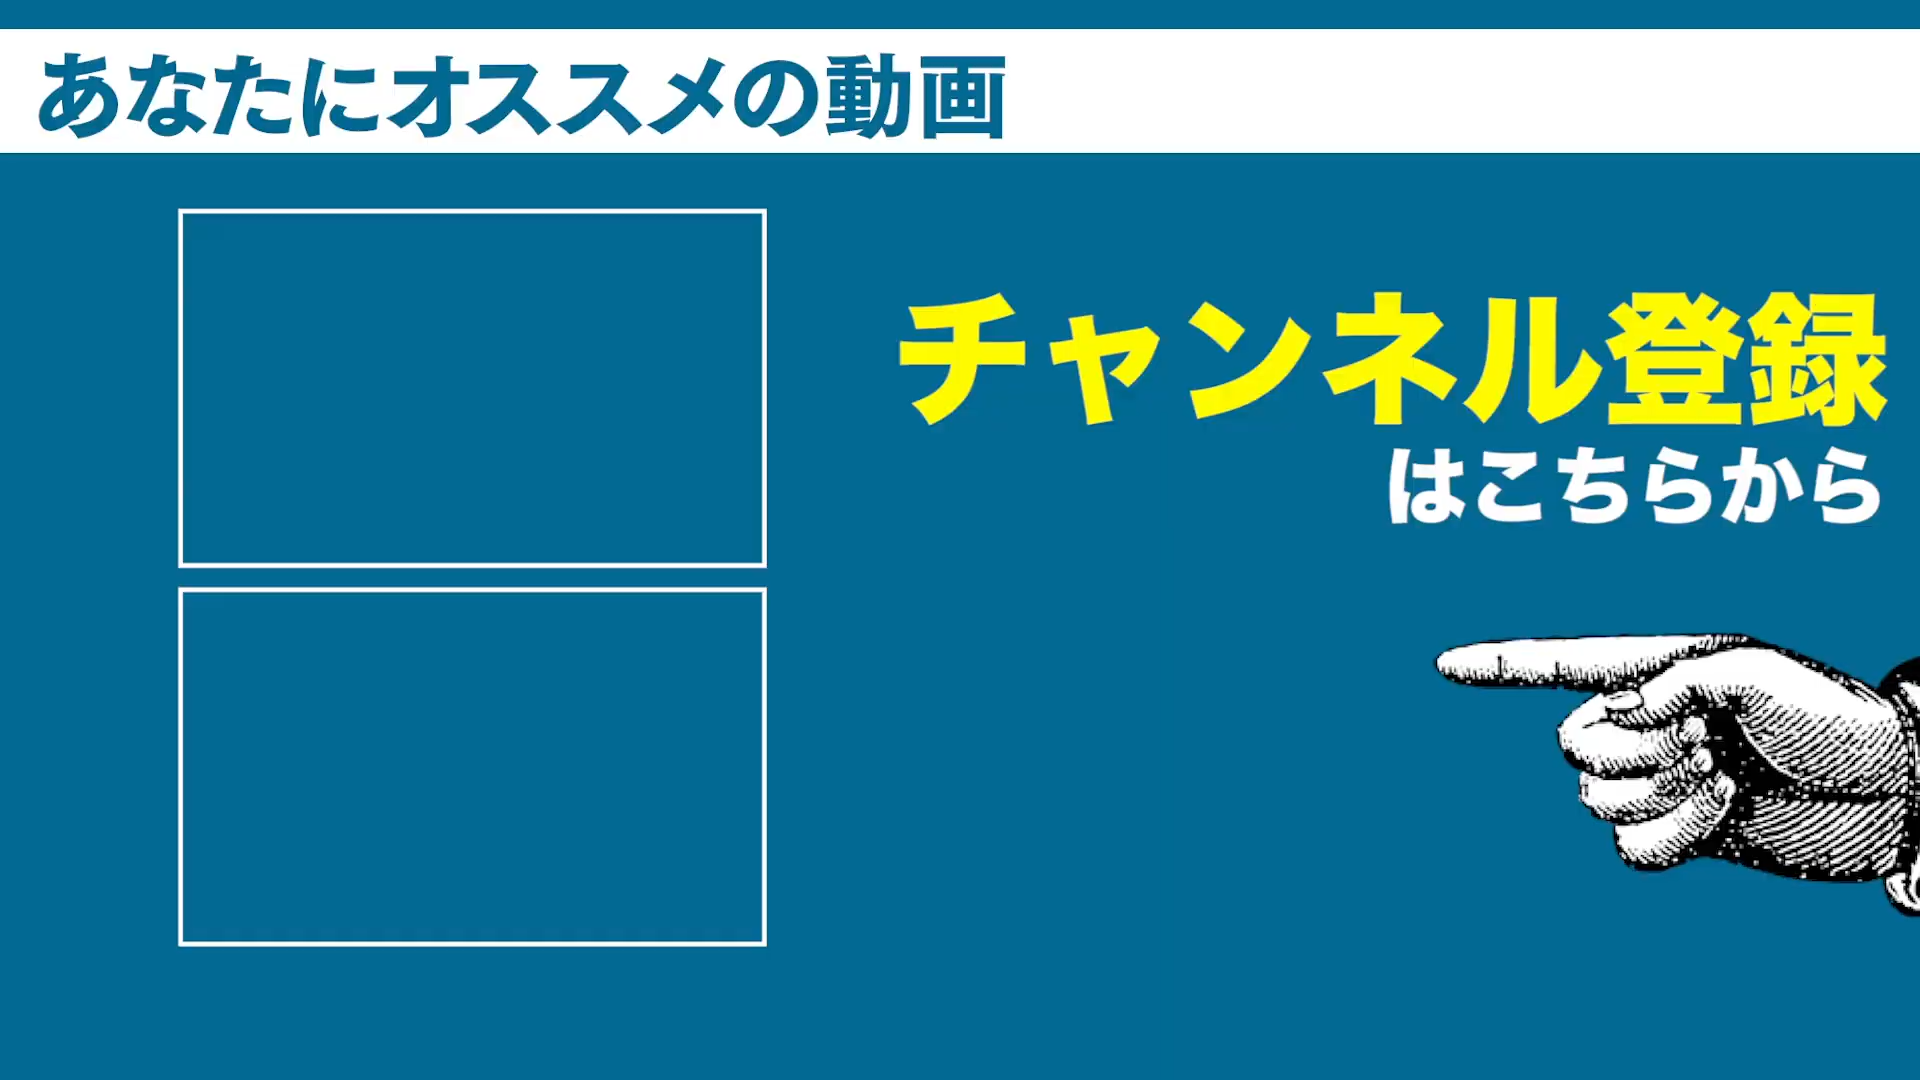 あなたにオススメの動画
チャンネル登録
はこちらから